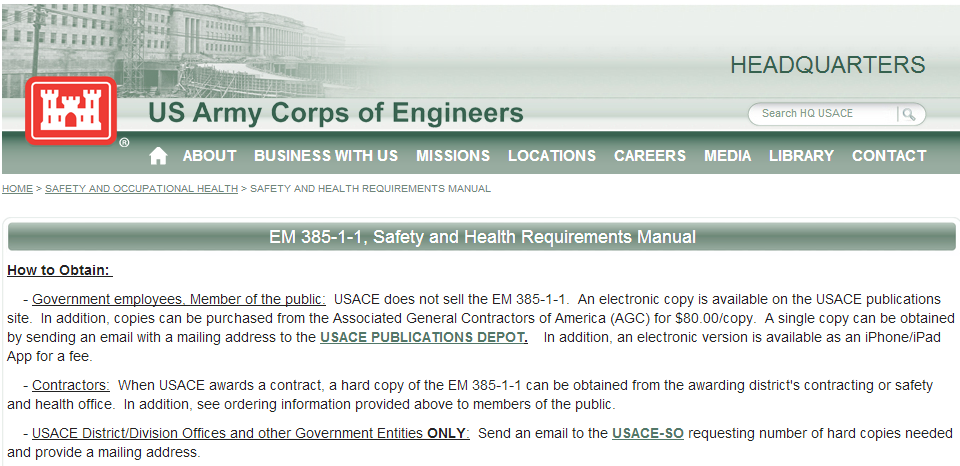 HEADQUARTERS
US Army Corps of Engineers
®
Search HQ USACE
ABOUT BUSINESS WITH US MISSIONS LOCATIONS CAREERS MEDIA LIBRARY CONTACT
HOME > SAFETY AND OCCUPATIONAL HEALTH > SAFETY AND HEALTH REQUIREMENTS MANUAL
EM 385-1-1, Safety and Health Requirements Manual
How to Obtain:
- Government employees, Member of the public: USACE does not sell the EM 385-1-1. An electronic copy is available on the USACE publications
site. In addition, copies can be purchased from the Associated General Contractors of America (AGC) for $80.00/copy. A single copy can be obtained
by sending an email with a mailing address to the USACE PUBLICATIONS DEPOT. In addition, an electronic version is available as an iPhone/iPad
App for a fee.
- Contractors: When USACE awards a contract, a hard copy of the EM 385-1-1 can be obtained from the awarding district's contracting or safety
and health office. In addition, see ordering information provided above to members of the public.
- USACE District/Division Offices and other Government Entities ONLY: Send an email to the USACE-SO requesting number of hard copies needed
and provide a mailing address.